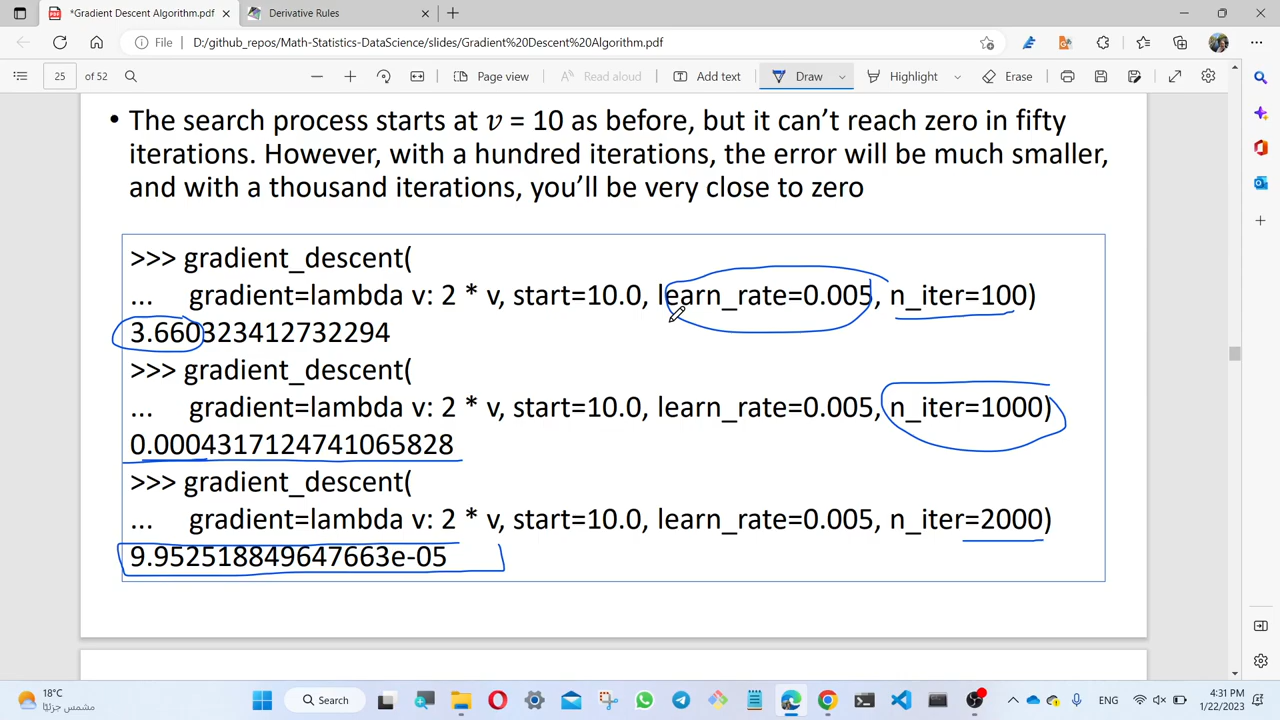 *Gradient Descent Algorithm.pdf
Derivative Rules
File D:/github_repos/Math-Statistics-DataScience/slides/Gradient%20Descent%20Algorithm.pdf
25 of 52 Page view Read aloud Add text Draw Highlight Erase
• The search process starts at v = 10 as before, but it can’t reach zero in fifty
iterations. However, with a hundred iterations, the error will be much smaller,
and with a thousand iterations, you’ll be very close to zero
>>> gradient_descent(
... gradient=lambda v: 2 * v, start=10.0, learn_rate=0.005, n_iter=100)
3.660323412732294
>>> gradient_descent(
... gradient=lambda v: 2 * v, start=10.0, learn_rate=0.005, n_iter=1000)
0.0004317124741065828
>>> gradient_descent(
... gradient=lambda v: 2 * v, start=10.0, learn_rate=0.005, n_iter=2000)
9.952518849647663e-05
18°C
مشمس جزئيًا
Search
ENG
4:31 PM
1/22/2023